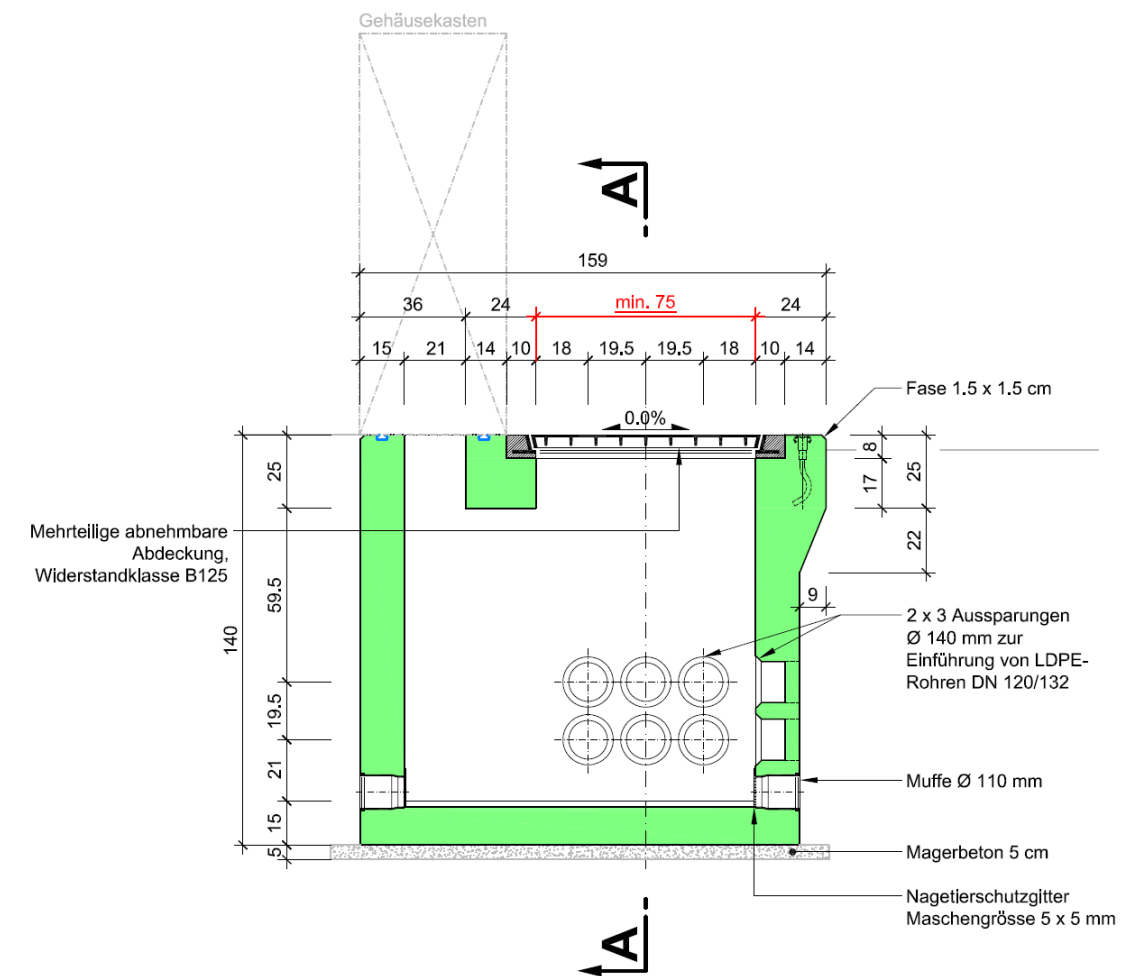 Gehäusekasten
A
159
36
24
min. 75
24
15
21
14
10
18
19.5
19.5
18
10
14
0.0%
Fase 1.5 x 1.5 cm
8
25
17
25
22
Mehrteilige abnehmbare
Abdeckung,
Widerstandklasse B125
59.5
9
140
2 x 3 Aussparungen
Ø 140 mm zur
Einführung von LDPE-
Rohren DN 120/132
19.5
21
Muffe Ø 110 mm
15
5
Magerbeton 5 cm
Nagetierschutzgitter
Maschengrösse 5 x 5 mm
A